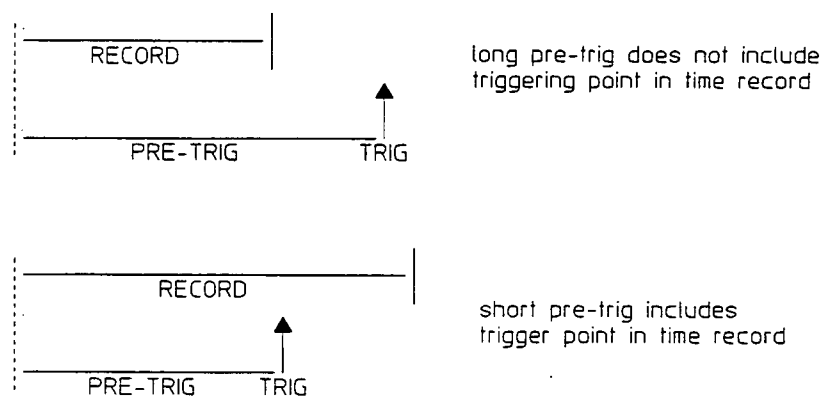 RECORD
long pre-trig does not include
triggering point in time record
PRE-TRIG TRIG
RECORD
short pre-trig includes
trigger point in time record
PRE-TRIG TRIG